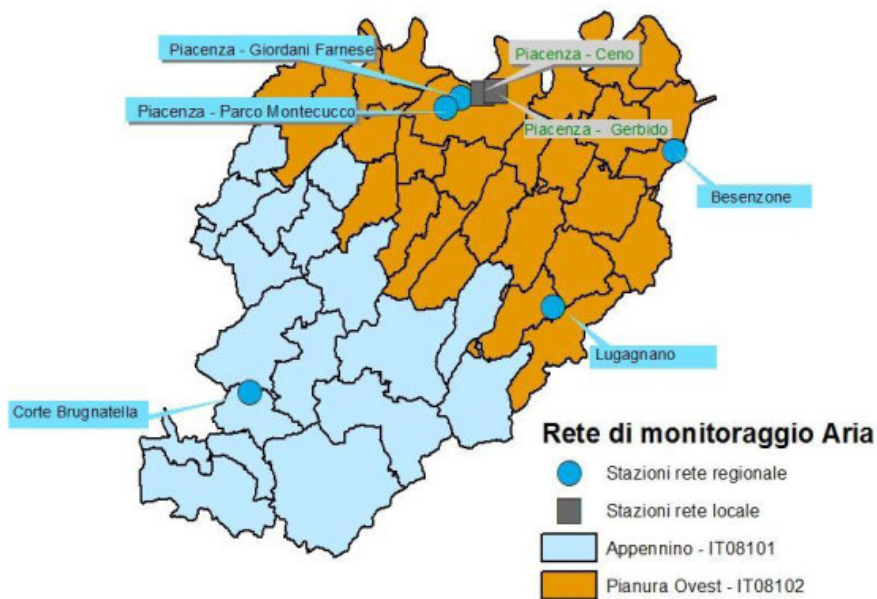 Piacenza - Giordani Farnese
Piacenza - Ceno
Piacenza - Parco Montecucco
Piacenza - Gerbido
Besenzone
Lugagnano
Corte Brugnatella
Rete di monitoraggio Aria
Stazioni rete regionale
Stazioni rete locale
Appennino - IT08101
Pianura Ovest - IT08102